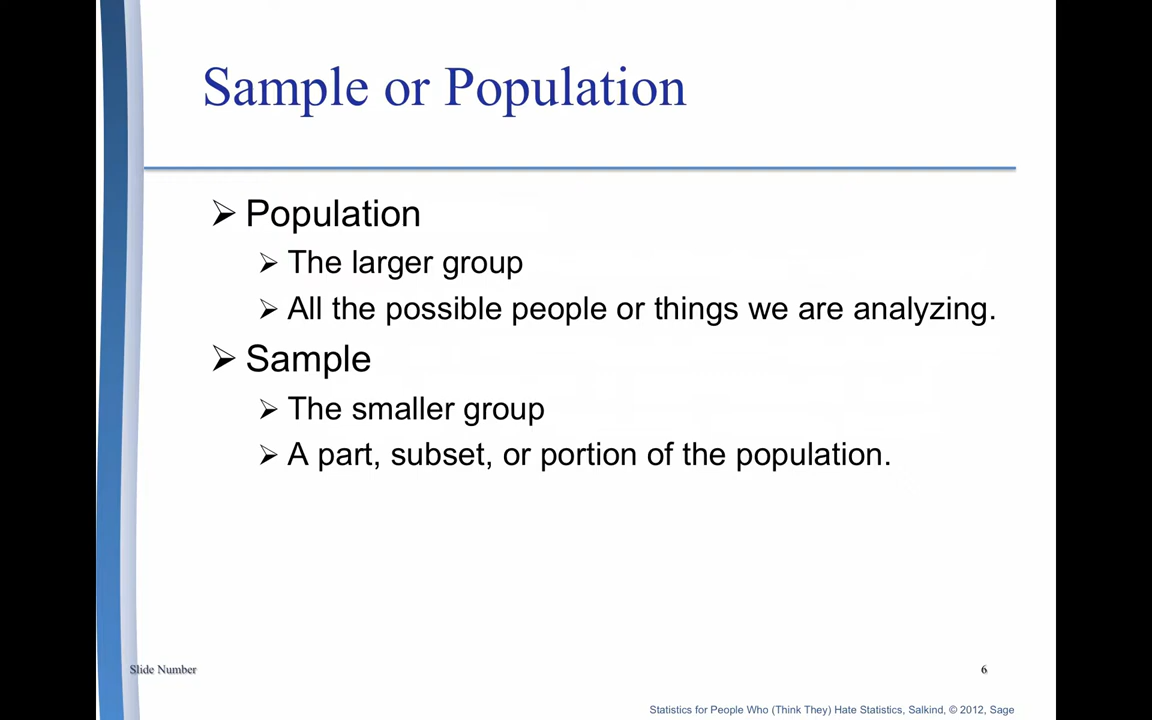 Sample or Population
Population
The larger group
All the possible people or things we are analyzing.
Sample
The smaller group
A part, subset, or portion of the population.
Slide Number
6
Statistics for People Who (Think They) Hate Statistics, Salkind, © 2012, Sage